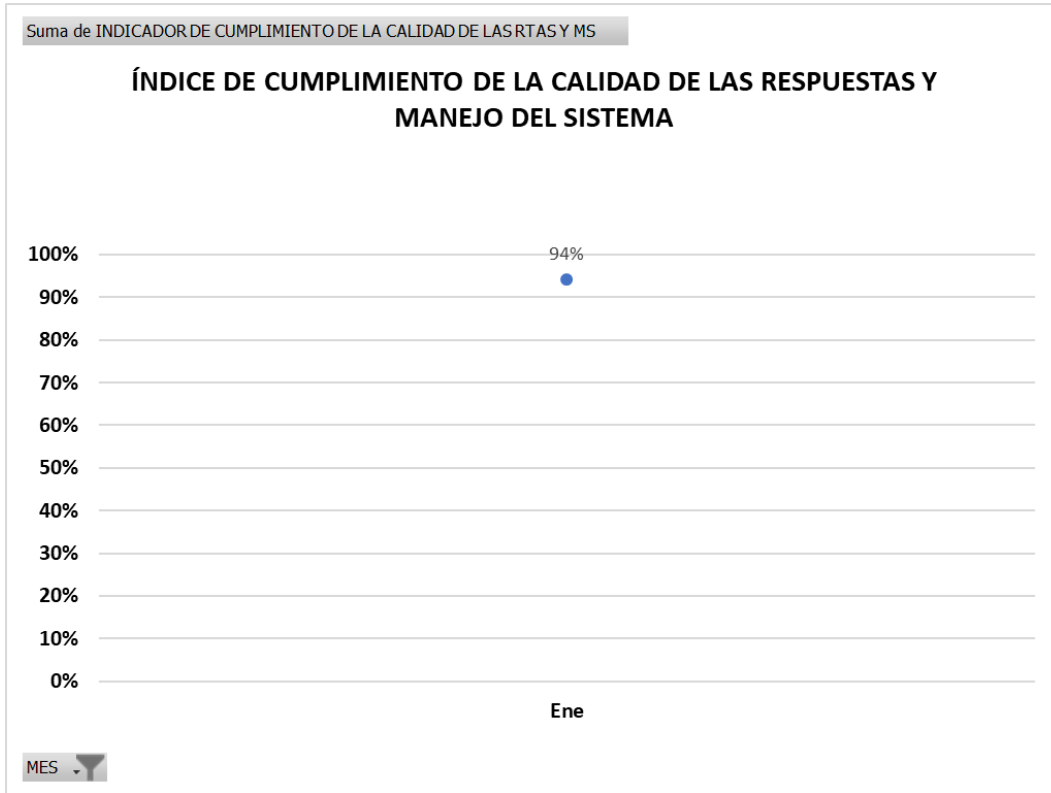 Suma de INDICADOR DE CUMPLIMIENTO DE LA CALIDAD DE LAS RTAS Y MS
ÍNDICE DE CUMPLIMIENTO DE LA CALIDAD DE LAS RESPUESTAS Y
MANEJO DEL SISTEMA
94%
100%
90%
80%
70%
60%
50%
40%
30%
20%
10%
0%
Ene
MES